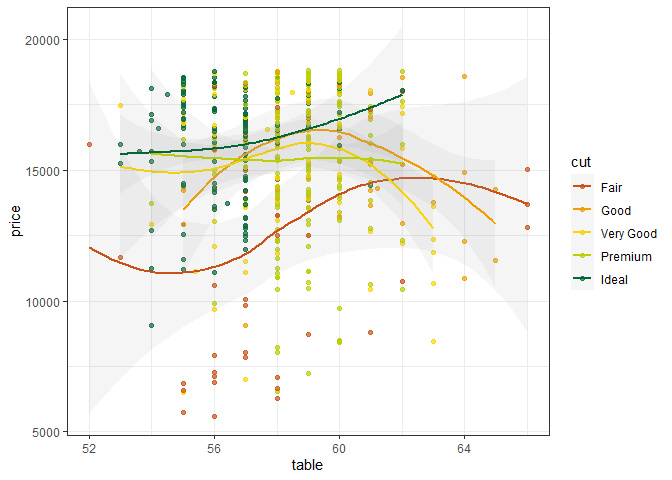 20000
15000
10000
5000
price
52 56 60 64
table
cut
Fair
Good
Very Good
Premium
Ideal